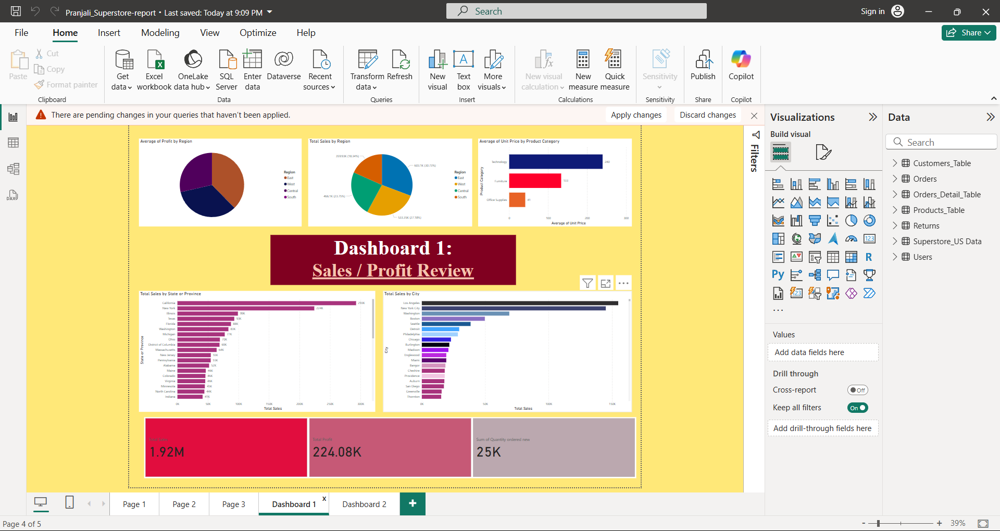 Pranjali_Superstore-report • Last saved: Today at 9:09 PM
Search
Sign in
File
Home
Insert
Modeling
View
Optimize
Help
Share
Paste
Cut
Copy
Format painter
Clipboard
Get data
Excel workbook
OneLake data hub
SQL Server
Enter data
Dataverse
Recent sources
Data
Transform data
Refresh
Queries
New visual
Text box
More visuals
Insert
New visual calculation
New measure
Quick measure
Calculations
Sensitivity
Sensitivity
Publish
Share
Copilot
Copilot
There are pending changes in your queries that haven't been applied.
Apply changes
Discard changes
Average of Profit by Region
Region
East
West
Central
South
Total Sales by Region
359.93K (18.34%)
603.1K (30.73%)
466.1K (23.75%)
533.35K (27.18%)
Region
East
West
Central
South
Average of Unit Price by Product Category
Product Category
Technology
240
Furniture
133
Office Supplies
41
0
100
200
300
Average of Unit Price
Dashboard 1:
Sales / Profit Review
Total Sales by State or Province
State or Province
California 293K
New York 224K
Illinois 99K
Texas 93K
Florida 88K
Washington 83K
Michigan 77K
Ohio 70K
District of Columbia 69K
Massachusetts 64K
New Jersey 55K
Pennsylvania 55K
Alabama 52K
Maine 46K
Colorado 46K
Virginia 46K
Minnesota 45K
North Carolina 44K
Indiana 41K
0K 50K 100K 150K 200K 250K 300K
Total Sales
Total Sales by City
City
Los Angeles
New York City
Washington
Boston
Seattle
Detroit
Philadelphia
Chicago
Burlington
Madison
Englewood
Miami
Bangor
Cheshire
Providence
Auburn
San Diego
Greenville
Thornton
0K 50K 100K 150K
Total Sales
Total Sales
1.92M
Total Profit
224.08K
Sum of Quantity ordered new
25K
Filters
Visualizations
Build visual
123
R
Py
123
Values
Add data fields here
Drill through
Cross-report
Off
Keep all filters
On
Add drill-through fields here
Data
Search
Customers_Table
Orders
Orders_Detail_Table
Products_Table
Returns
Superstore_US Data
Users
DAX
Page 1
Page 2
Page 3
Dashboard 1
x
Dashboard 2
+
Page 4 of 5
- + 39%